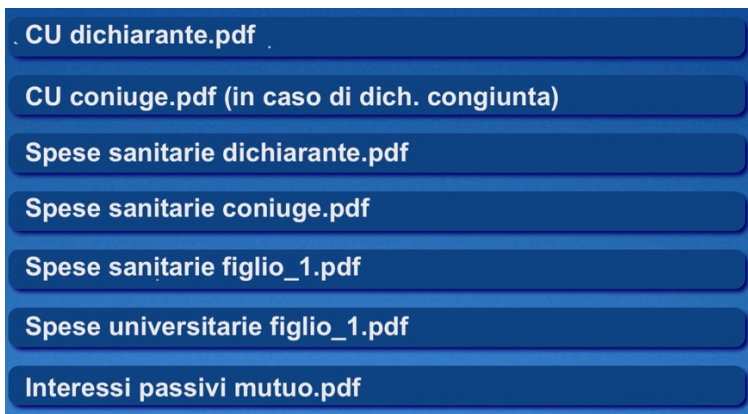 CU dichiarante.pdf
CU coniuge.pdf (in caso di dich. congiunta)
Spese sanitarie dichiarante.pdf
Spese sanitarie coniuge.pdf
Spese sanitarie figlio_1.pdf
Spese universitarie figlio_1.pdf
Interessi passivi mutuo.pdf